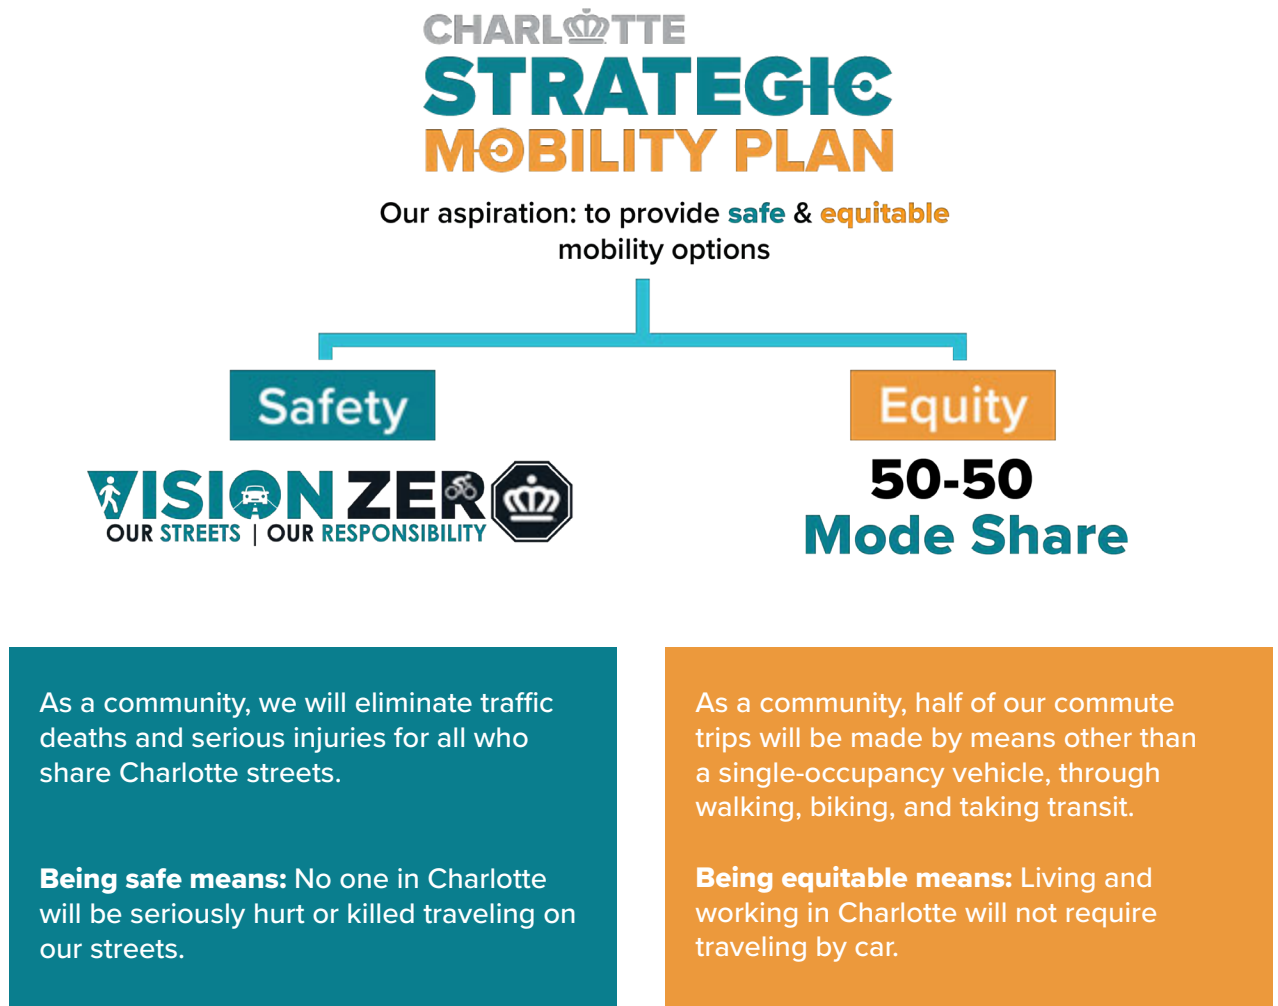 CHARLOTTE
STRATEGIC
MOBILITY PLAN
Our aspiration: to provide safe & equitable
mobility options
Safety
VISION ZERO
OUR STREETS | OUR RESPONSIBILITY
Equity
50-50
Mode Share
As a community, we will eliminate traffic
deaths and serious injuries for all who
share Charlotte streets.
Being safe means: No one in Charlotte
will be seriously hurt or killed traveling on
our streets.
As a community, half of our commute
trips will be made by means other than
a single-occupancy vehicle, through
walking, biking, and taking transit.
Being equitable means: Living and
working in Charlotte will not require
traveling by car.